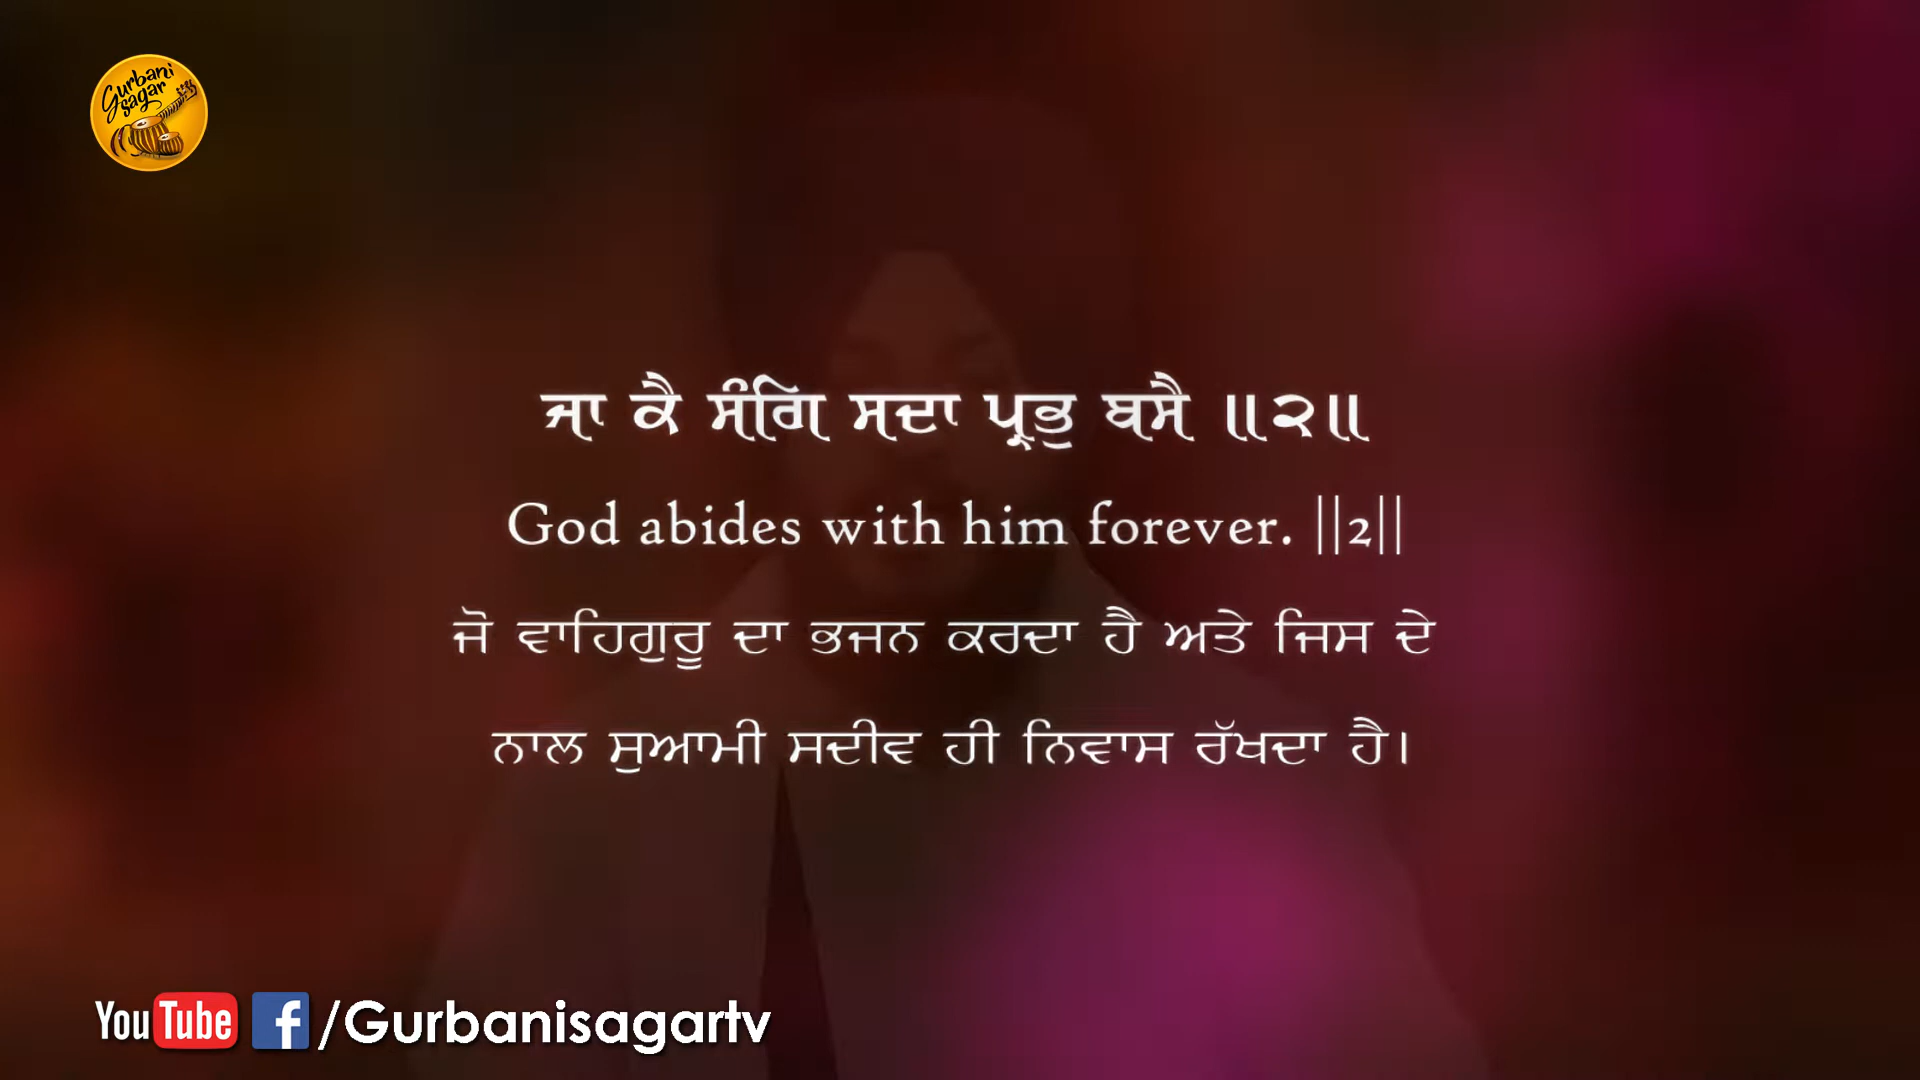 Gurbani
Sagar
ਜਾ ਕੈ ਸੰਗਿ ਸਦਾ ਪ੍ਰਭੁ ਬਸੈ ॥੨॥
God abides with him forever. ||2||
ਜੋ ਵਾਹਿਗੁਰੂ ਦਾ ਭਜਨ ਕਰਦਾ ਹੈ ਅਤੇ ਜਿਸ ਦੇ
ਨਾਲ ਸੁਆਮੀ ਸਦੀਵ ਹੀ ਨਿਵਾਸ ਰੱਖਦਾ ਹੈ।
YouTube f /Gurbanisagartv